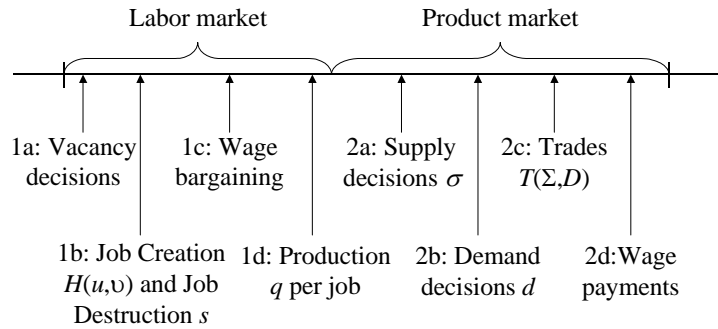 Labor market
Product market
1a: Vacancy
decisions
1c: Wage
bargaining
2a: Supply
decisions σ
2c: Trades
T(Σ,D)
1b: Job Creation
H(u,υ) and Job
Destruction s
1d: Production
q per job
2b: Demand
decisions d
2d:Wage
payments